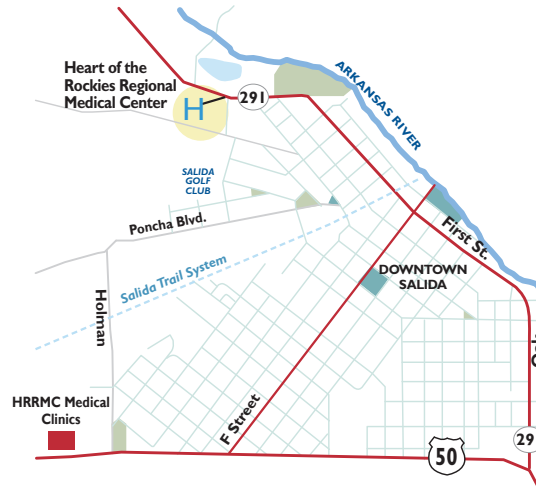 Heart of the
Rockies Regional
Medical Center
H
291
ARKANSAS RIVER
SALIDA
GOLF
CLUB
Poncha Blvd.
First St.
Salida Trail System
DOWNTOWN
SALIDA
Holman
HRRMC Medical
Clinics
F Street
50